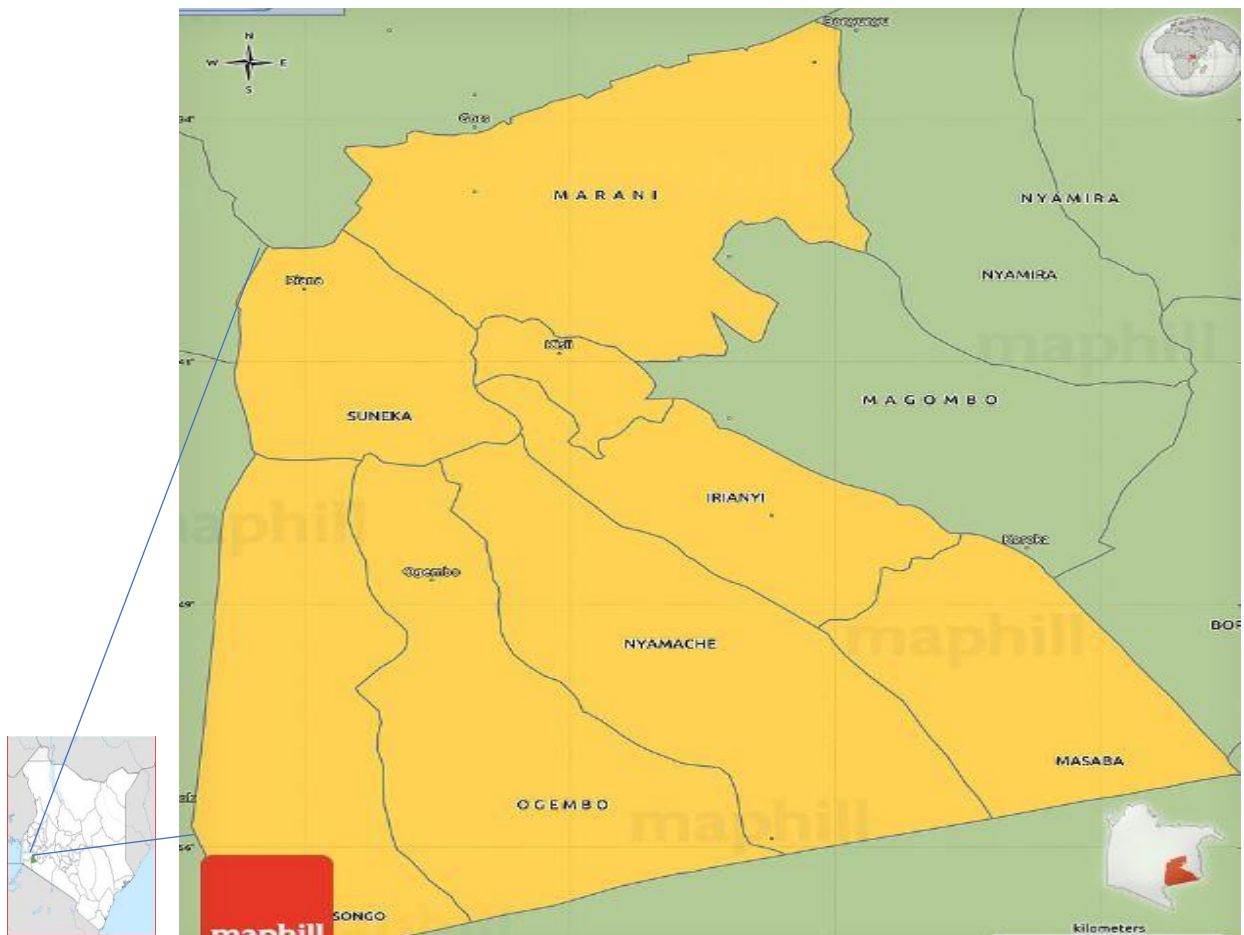 N
W E
S
MARANI
NYAMIRA
NYAMIRA
Riana
Kisii
MAGOMBO
SUNEKA
IRIANYI
Keroka
Ogembo
NYAMACHE
MASABA
OGEMBO
SONGO
maphill
maphill
maphill
maphill
maphill
kilometers